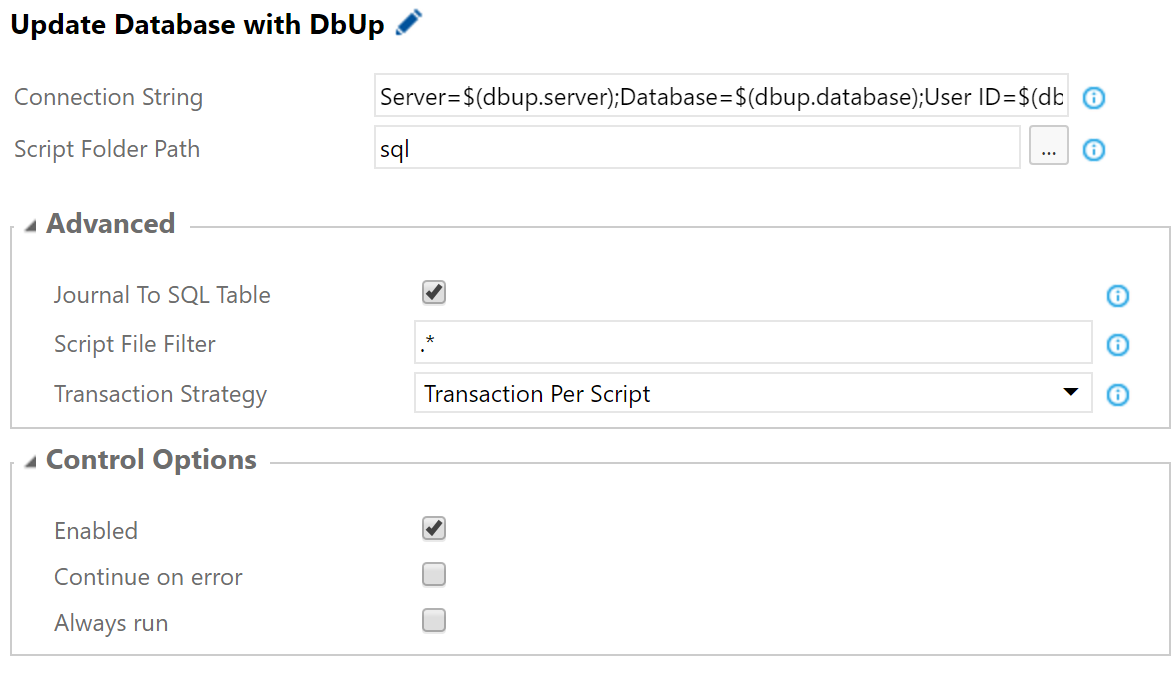 Update Database with DbUp
Connection String Server=$(dbup.server);Database=$(dbup.database);User ID=$(db
Script Folder Path sql ...
Advanced
Journal To SQL Table
Script File Filter .*
Transaction Strategy Transaction Per Script
Control Options
Enabled
Continue on error
Always run